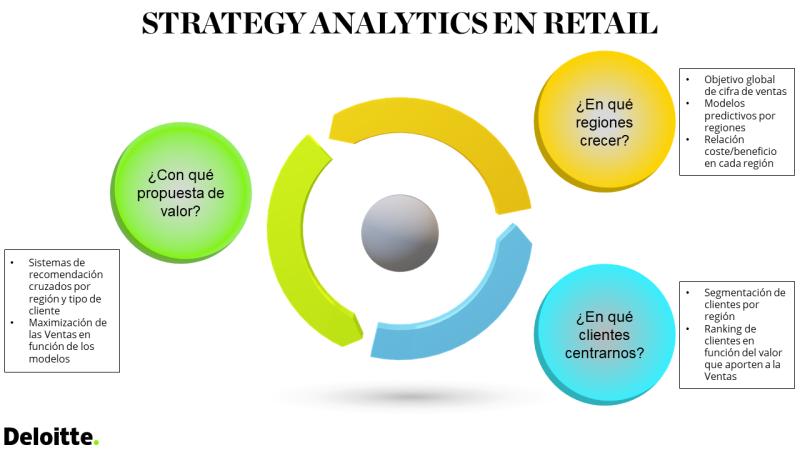 STRATEGY ANALYTICS EN RETAIL
¿En qué
regiones
crecer?
• Objetivo global
de cifra de ventas
• Modelos
predictivos por
regiones
• Relación
coste/beneficio
en cada región
¿Con qué
propuesta de
valor?
• Sistemas de
recomendación
cruzados por
región y tipo de
cliente
• Maximización de
las Ventas en
función de los
modelos
¿En qué
clientes
centrarnos?
• Segmentación de
clientes por
región
• Ranking de
clientes en
función del valor
que aporten a la
Ventas
Deloitte.